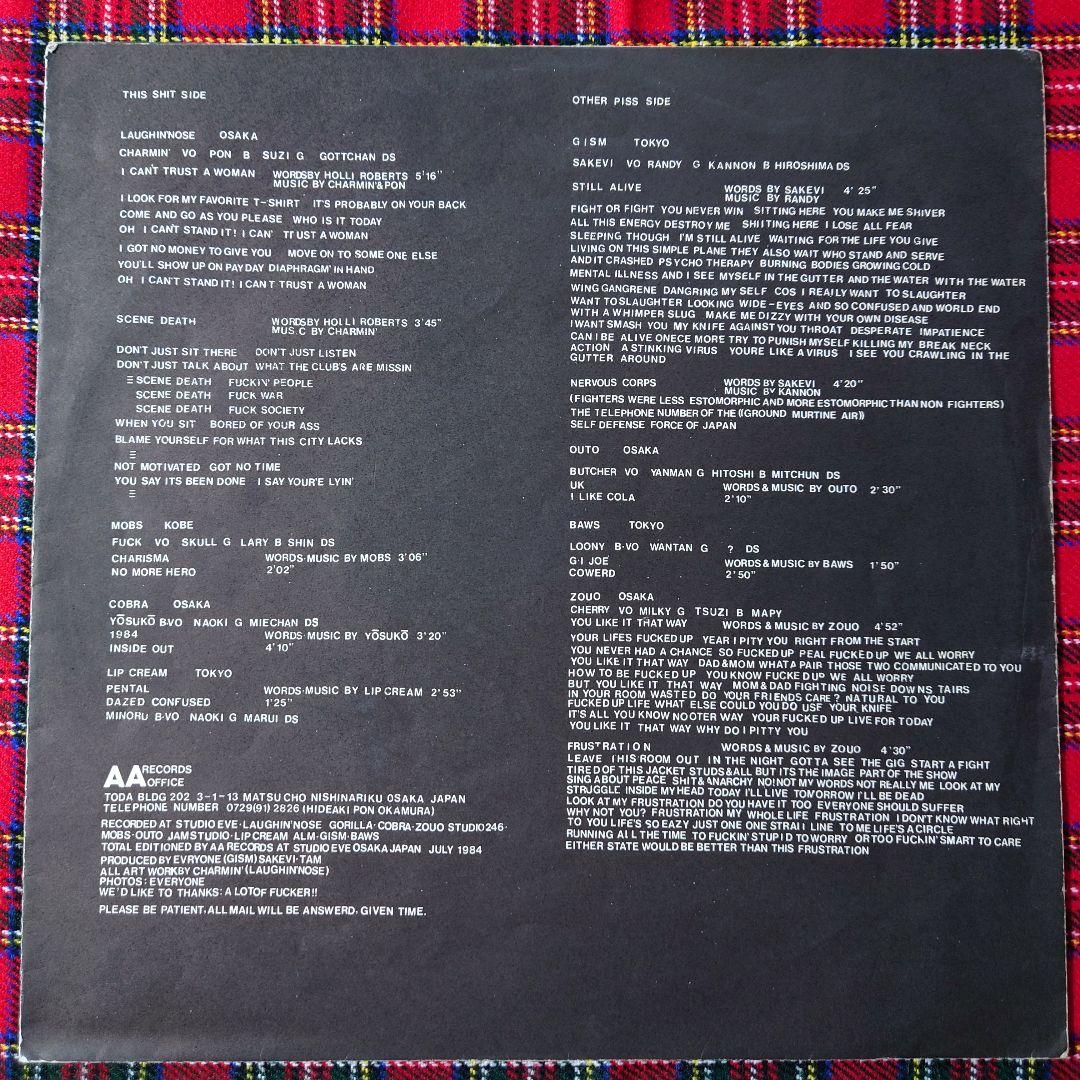 THIS SHIT SIDE
LAUGHIN'NOSE OSAKA
CHARMIN' VO PON B SUZI G GOTTCHAN DS
I CAN'T TRUST A WOMAN WORDSBY HOLLI ROBERTS 5'16"
MUSIC BY CHARMIN'&PON
I LOOK FOR MY FAVORITE T-SHIRT IT'S PROBABLY ON YOUR BACK
COME AND GO AS YOU PLEASE WHO IS IT TODAY
OH I CAN'T STAND IT! I CAN' TTUST A WOMAN
I GOT NO MONEY TO GIVE YOU MOVE ON TO SOME ONE ELSE
YOU'LL SHOW UP ON PAYDAY DIAPHRAGM' IN HAND
OH I CAN'T STAND IT! I CAN T TRUST A WOMAN
SCENE DEATH WORDSBY HOLLI ROBERTS 3'45"
MUS.C BY CHARMIN'
DON'T JUST SIT THERE DON'T JUST LISTEN
DON'T JUST TALK ABOUT WHAT THE CLUB'S ARE MISSIN
SCENE DEATH FUCKIN' PEOPLE
SCENE DEATH FUCK WAR
SCENE DEATH FUCK SOCIETY
WHEN YOU SIT BORED OF YOUR ASS
BLAME YOURSELF FOR WHAT THIS CITY LACKS
NOT MOTIVATED GOT NO TIME
YOU SAY ITS BEEN DONE I SAY YOUR'E LYIN'
MOBS KOBE
FUCK VO SKULL G LARY B SHIN DS
CHARISMA WORDS·MUSIC BY MOBS 3'06"
NO MORE HERO 2'02"
COBRA OSAKA
YŌSUKŌ B·VO NAOKI G MIECHAN DS
1984 WORDS·MUSIC BY YŌSUKŌ 3'20"
INSIDE OUT 4'10"
LIP CREAM TOKYO
PENTAL WORDS·MUSIC BY LIP CREAM 2'53"
DAZED CONFUSED 1'25"
MINORU B·VO NAOKI G MARUI DS
AA RECORDS
OFFICE
TODA BLDG 202 3-1-13 MATSU CHO NISHINARIKU OSAKA JAPAN
TELEPHONE NUMBER 0729(91) 2826 (HIDEAKI PON OKAMURA)
RECORDED AT STUDIO EVE·LAUGHIN'NOSE GORILLA·COBRA·ZOUO STUDIO246·
MOBS·OUTO JAM STUDIO·LIP CREAM ALM·GISM·BAWS
TOTAL EDITIONED BY AA RECORDS AT STUDIO EVE OSAKA JAPAN JULY 1984
PRODUCED BY EVRYONE (GISM) SAKEVI·TAM
ALL ART WORKBY CHARMIN' (LAUGHIN'NOSE)
PHOTOS: EVERYONE
WE'D LIKE TO THANKS: A LOTOF FUCKER!!
PLEASE BE PATIENT, ALL MAIL WILL BE ANSWERD, GIVEN TIME.
OTHER PISS SIDE
GISM TOKYO
SAKEVI VO RANDY G KANNON B HIROSHIMA DS
STILL ALIVE WORDS BY SAKEVI 4'25"
MUSIC BY RANDY
FIGHT OR FIGHT YOU NEVER WIN SITTING HERE YOU MAKE ME SHIVER
ALL THIS ENERGY DESTROY ME SHITTING HERE I LOSE ALL FEAR
SLEEPING THOUGH I'M STILL ALIVE WAITING FOR THE LIFE YOU GIVE
LIVING ON THIS SIMPLE PLANE THEY ALSO WAIT WHO STAND AND SERVE
AND IT CRASHED PSYCHO THERAPY BURNING BODIES GROWING COLD
MENTAL ILLNESS AND I SEE MYSELF IN THE GUTTER AND THE WATER WITH THE WATER
WING GANGRENE DANGRING MY SELF COS I REALLY WANT TO SLAUGHTER
WANT TO SLAUGHTER LOOKING WIDE-EYES AND SO CONFUSED AND WORLD END
WITH A WHIMPER SLUG MAKE ME DIZZY WITH YOUR OWN DISEASE
I WANT SMASH YOU MY KNIFE AGAINST YOU THROAT DESPERATE IMPATIENCE
CAN I BE ALIVE ONECE MORE TRY TO PUNISH MYSELF KILLING MY BREAK NECK
ACTION A STINKING VIRUS YOURE LIKE A VIRUS I SEE YOU CRAWLING IN THE
GUTTER AROUND
NERVOUS CORPS WORDS BY SAKEVI 4'20"
MUSIC BY KANNON
(FIGHTERS WERE LESS ESTOMORPHIC AND MORE ESTOMORPHIC THAN NON FIGHTERS)
THE TELEPHONE NUMBER OF THE ((GROUND MURTINE AIR))
SELF DEFENSE FORCE OF JAPAN
OUTO OSAKA
BUTCHER VO YANMAN G HITOSHI B MITCHUN DS
UK WORDS & MUSIC BY OUTO 2'30"
I LIKE COLA 2'10"
BAWS TOKYO
LOONY B·VO WANTAN G ? DS
G·I JOE WORDS & MUSIC BY BAWS 1'50"
COWERD 2'50"
ZOUO OSAKA
CHERRY VO MILKY G TSUZI B MAPY
YOU LIKE IT THAT WAY WORDS & MUSIC BY ZOUO 4'52"
YOUR LIFES FUCKED UP YEAR I PITY YOU RIGHT FROM THE START
YOU NEVER HAD A CHANCE SO FUCKED UP PEAL FUCKED UP WE ALL WORRY
YOU LIKE IT THAT WAY DAD&MOM WHAT A PAIR THOSE TWO COMMUNICATED TO YOU
HOW TO BE FUCKED UP YOU KNOW FUCKED UP WE ALL WORRY
BUT YOU LIKE IT THAT WAY MOM&DAD FIGHTING NOISE DOWNS TAIRS
IN YOUR ROOM WASTED DO YOUR FRIENDS CARE? NATURAL TO YOU
FUCKED UP LIFE WHAT ELSE COULD YOU DO USE YOUR KNIFE
IT'S ALL YOU KNOW NO OTER WAY YOUR FUCKED UP LIVE FOR TODAY
YOU LIKE IT THAT WAY WHY DO I PITTY YOU
FRUSTRATION WORDS & MUSIC BY ZOUO 4'30"
LEAVE THIS ROOM OUT IN THE NIGHT GOTTA SEE THE GIG START A FIGHT
TIRED OF THIS JACKET STUDS&ALL BUT ITS THE IMAGE PART OF THE SHOW
SING ABOUT PEACE SHIT&ANARCHY NO!NOT MY WORDS NOT REALLY ME LOOK AT MY
STRUGGLE INSIDE MY HEAD TODAY I'LL LIVE TOMORROW I'LL BE DEAD
LOOK AT MY FRUSTRATION DO YOU HAVE IT TOO EVERYONE SHOULD SUFFER
WHY NOT YOU? FRUSTRATION MY WHOLE LIFE FRUSTRATION I DON'T KNOW WHAT RIGHT
TO YOU LIFE'S SO EAZY JUST ONE ONE STRAI LINE TO ME LIFE'S A CIRCLE
RUNNING ALL THE TIME TO FUCKIN' STUPID TO WORRY OR TOO FUCKIN' SMART TO CARE
EITHER STATE WOULD BE BETTER THAN THIS FRUSTRATION